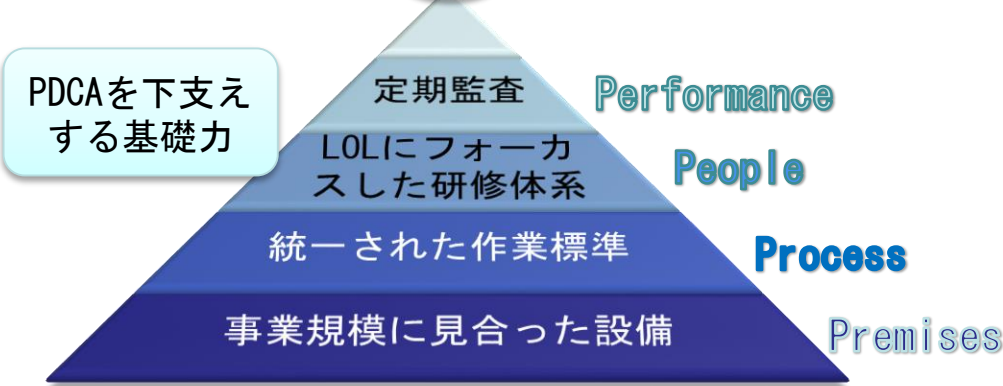 PDCAを下支え
する基礎力
定期監査
Performance
LOLにフォーカ
スした研修体系
People
統一された作業標準
Process
事業規模に見合った設備
Premises